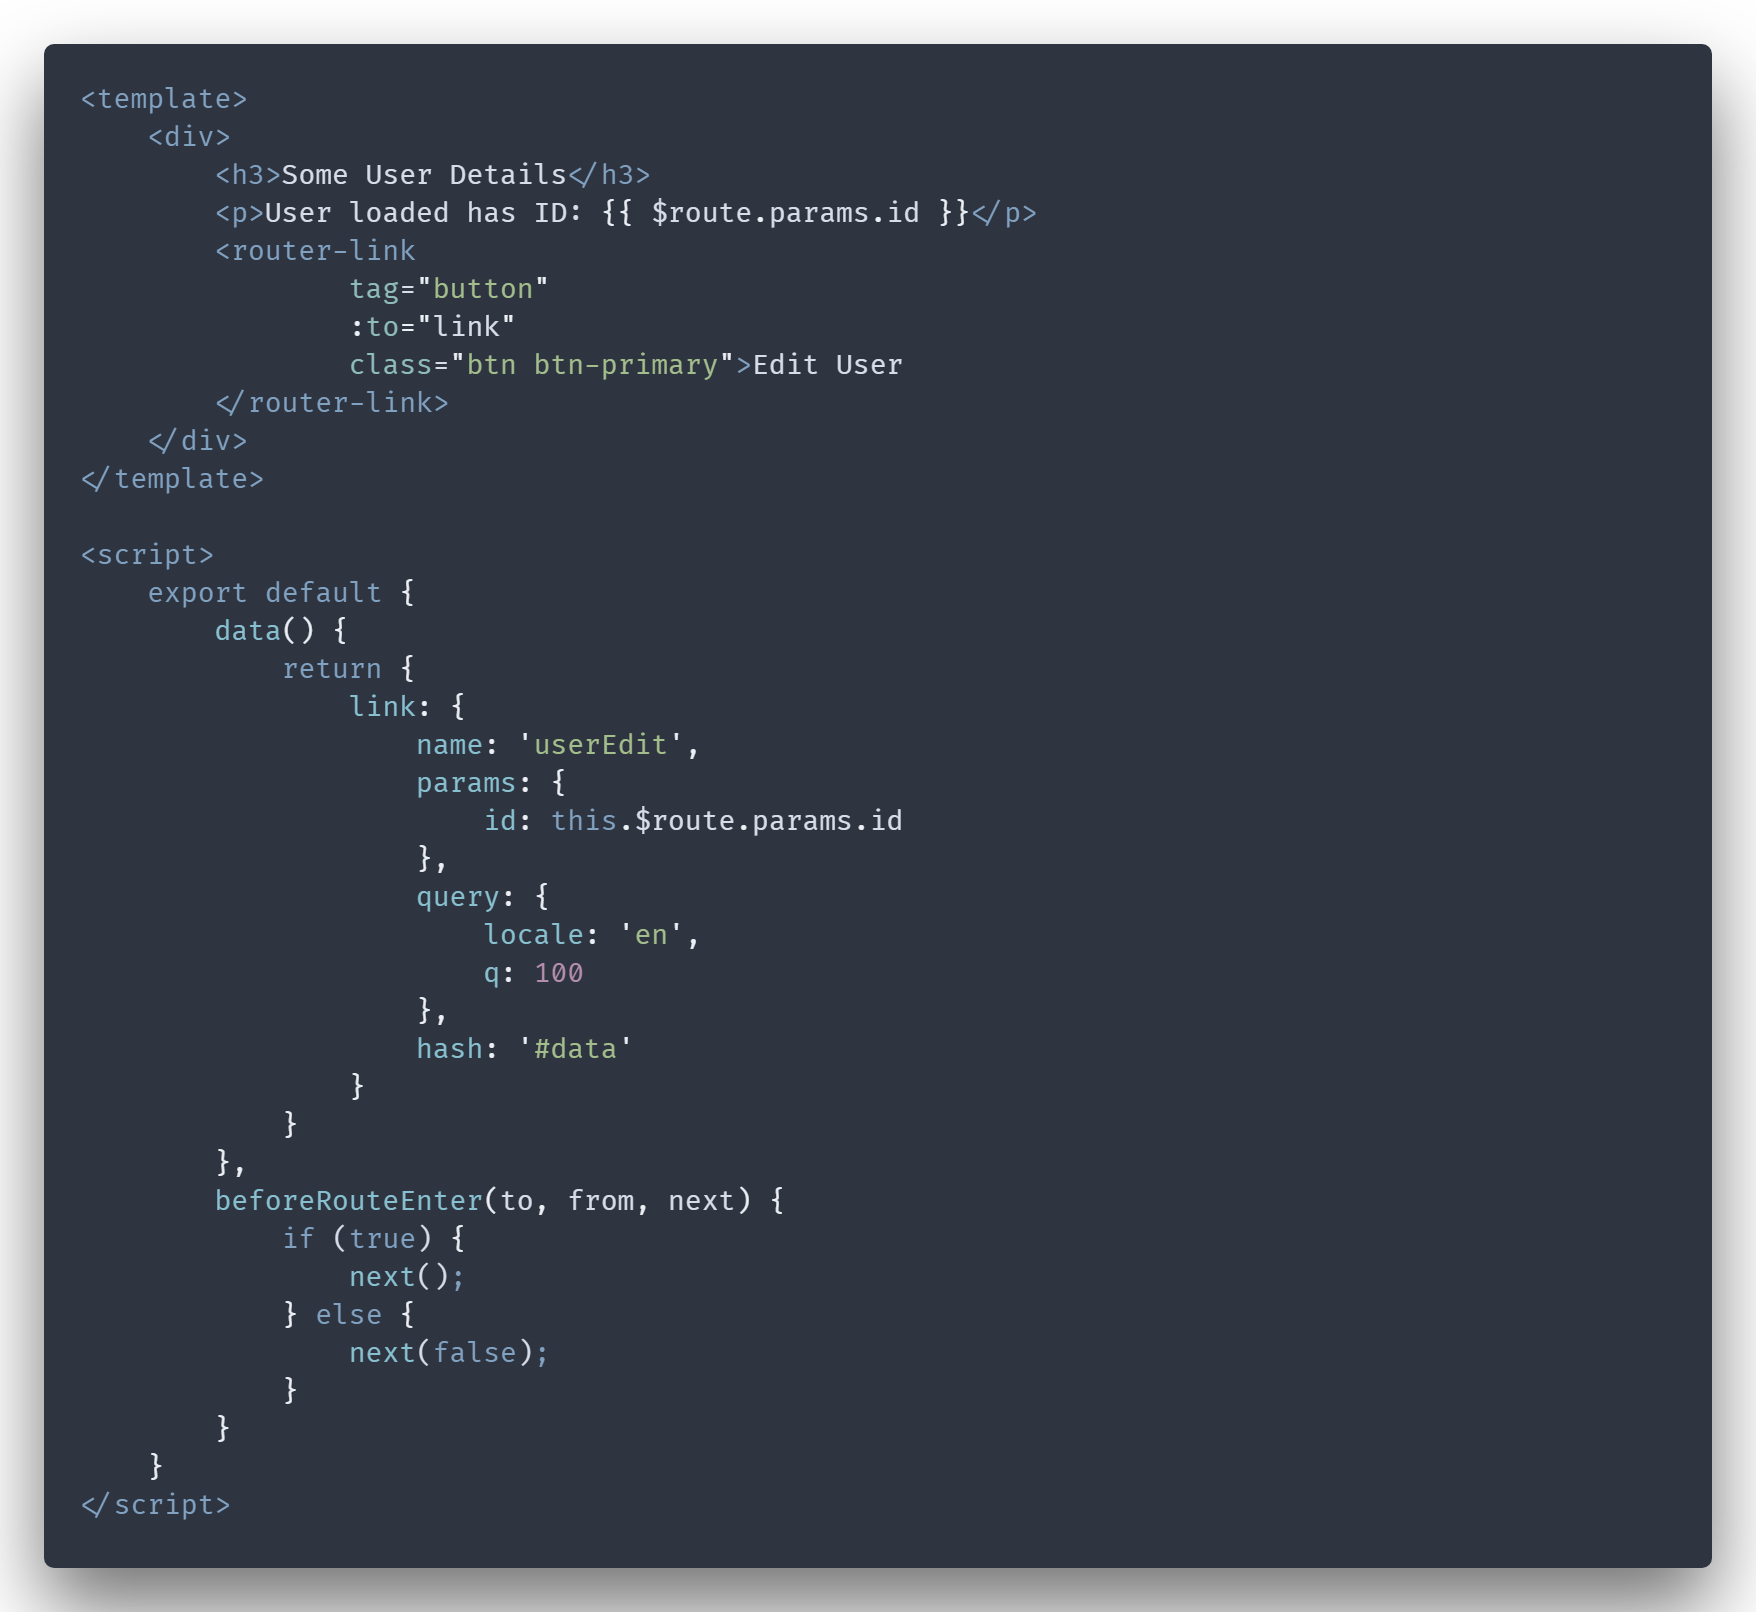 <template>
    <div>
        <h3>Some User Details</h3>
        <p>User loaded has ID: {{ $route.params.id }}</p>
        <router-link
                tag="button"
                :to="link"
                class="btn btn-primary">Edit User
        </router-link>
    </div>
</template>

<script>
    export default {
        data() {
            return {
                link: {
                    name: 'userEdit',
                    params: {
                        id: this.$route.params.id
                    },
                    query: {
                        locale: 'en',
                        q: 100
                    },
                    hash: '#data'
                }
            }
        },
        beforeRouteEnter(to, from, next) {
            if (true) {
                next();
            } else {
                next(false);
            }
        }
    }
</script>